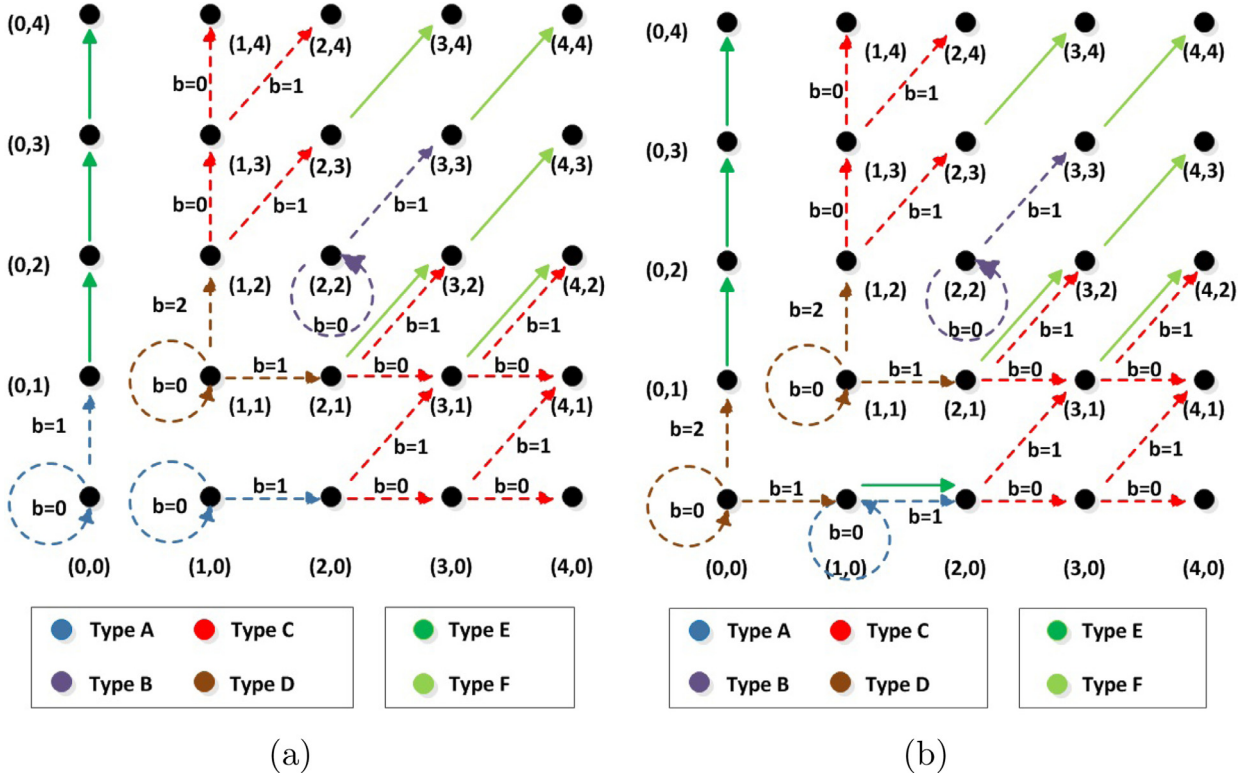 (0,4)
(1,4) (2,4) (3,4) (4,4)
b=0 b=1
(0,3)
(1,3) (2,3) (3,3) (4,3)
b=0 b=1 b=1
(0,2)
(1,2) (2,2) (3,2) (4,2)
b=2 b=0 b=1 b=1
b=1 b=0 b=0
(0,1) b=0
(1,1) (2,1) (3,1) (4,1)
b=1 b=1 b=1
b=1 b=0 b=0
b=0 b=0
(0,0) (1,0) (2,0) (3,0) (4,0)
Type A Type C Type E
Type B Type D Type F
(a)
(0,4)
(1,4) (2,4) (3,4) (4,4)
b=0 b=1
(0,3)
(1,3) (2,3) (3,3) (4,3)
b=0 b=1 b=1
(0,2)
(1,2) (2,2) (3,2) (4,2)
b=2 b=0 b=1 b=1
b=1 b=0 b=0
(0,1) b=0
(1,1) (2,1) (3,1) (4,1)
b=2 b=1 b=1
b=1 b=0 b=0
b=0 b=1
b=0
(0,0) (1,0) (2,0) (3,0) (4,0)
Type A Type C Type E
Type B Type D Type F
(b)